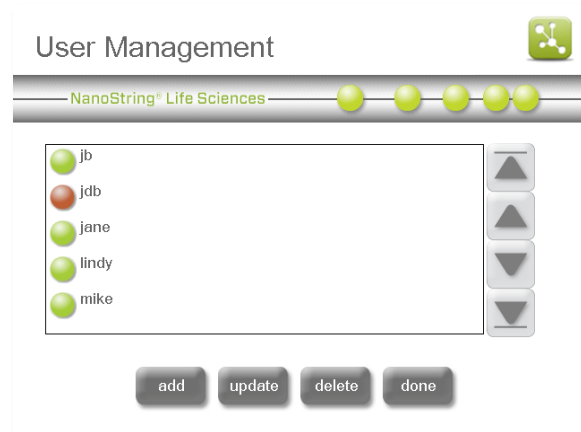 User Management
NanoString® Life Sciences
jb
jdb
jane
lindy
mike
add update delete done